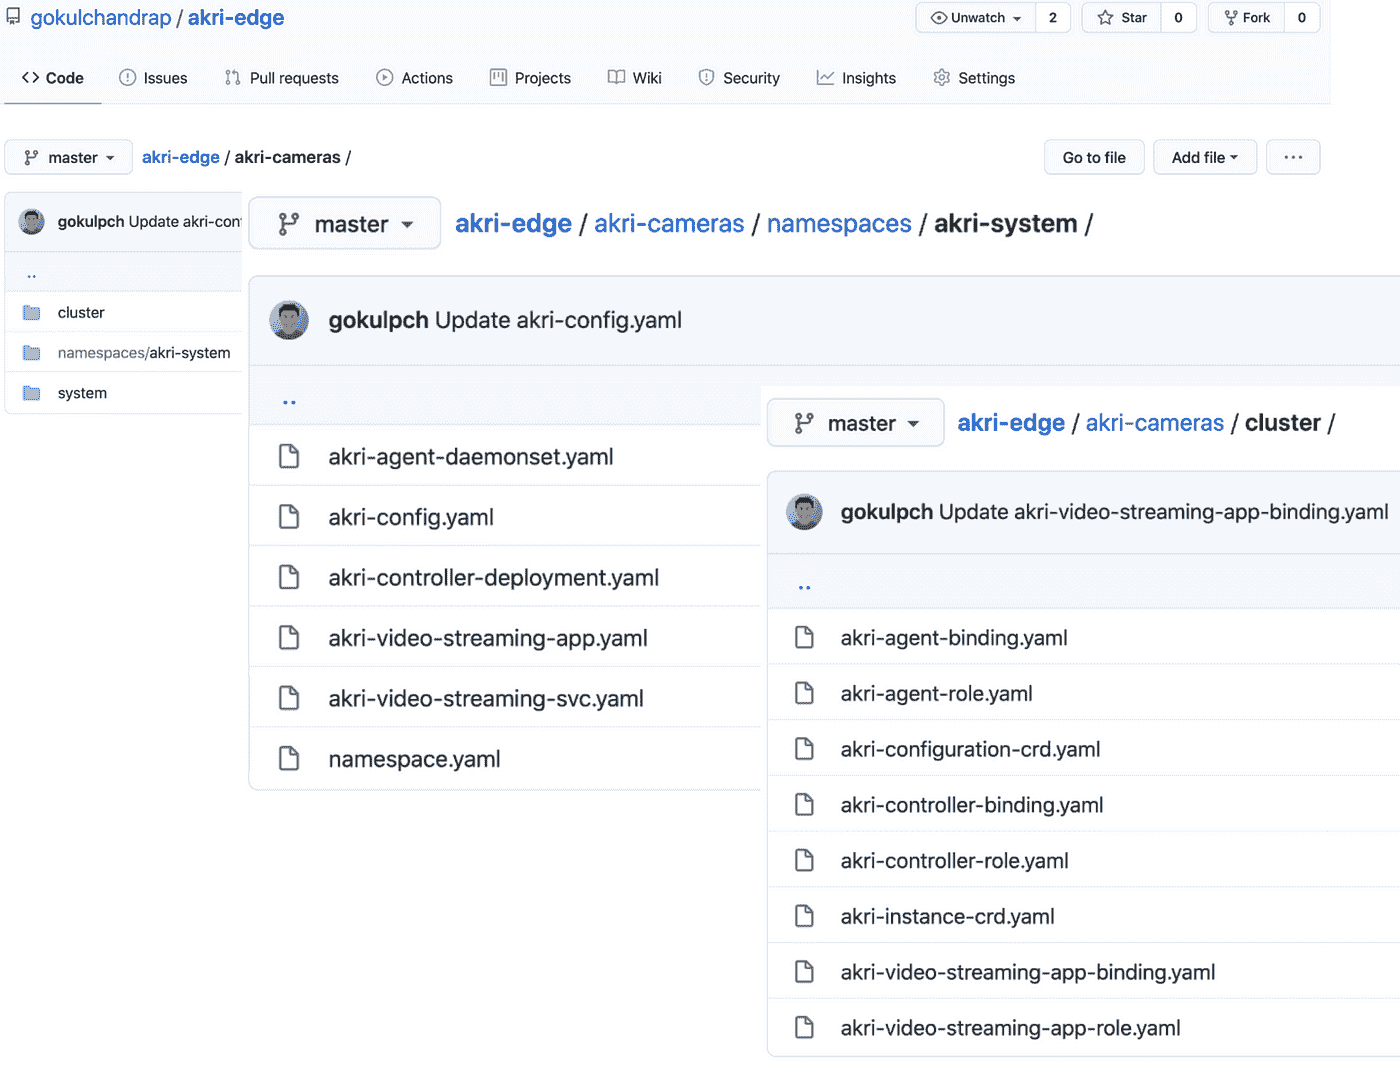 gokulchandrap / akri-edge
Unwatch 2
Star 0
Fork 0
Code
Issues
Pull requests
Actions
Projects
Wiki
Security
Insights
Settings
master
akri-edge / akri-cameras /
Go to file
Add file
...
gokulpch Update akri-con
..
cluster
namespaces/akri-system
system
master
akri-edge / akri-cameras / namespaces / akri-system /
gokulpch Update akri-config.yaml
..
akri-agent-daemonset.yaml
akri-config.yaml
akri-controller-deployment.yaml
akri-video-streaming-app.yaml
akri-video-streaming-svc.yaml
namespace.yaml
master
akri-edge / akri-cameras / cluster /
gokulpch Update akri-video-streaming-app-binding.yaml
..
akri-agent-binding.yaml
akri-agent-role.yaml
akri-configuration-crd.yaml
akri-controller-binding.yaml
akri-controller-role.yaml
akri-instance-crd.yaml
akri-video-streaming-app-binding.yaml
akri-video-streaming-app-role.yaml